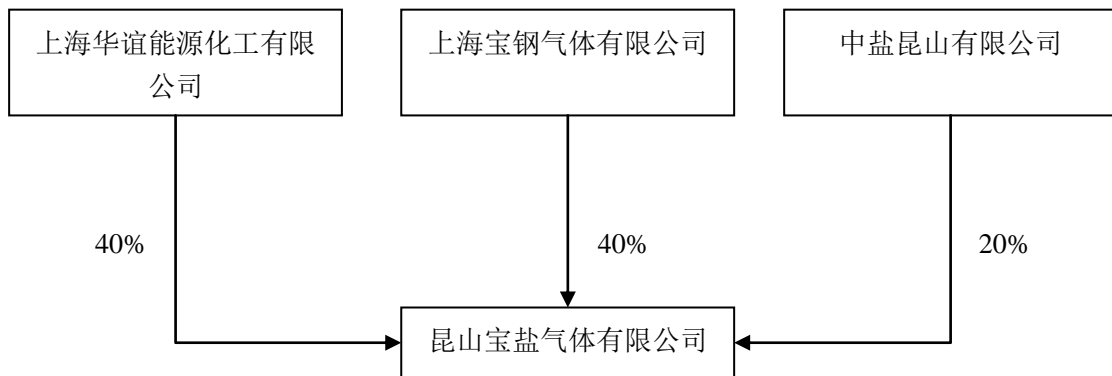 上海华谊能源化工有限
公司
上海宝钢气体有限公司
中盐昆山有限公司
40%
40%
20%
昆山宝盐气体有限公司